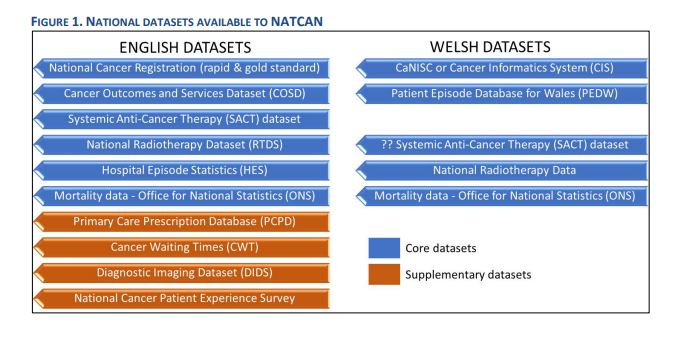 FIGURE 1. NATIONAL DATASETS AVAILABLE TO NATCAN
ENGLISH DATASETS
National Cancer Registration (rapid & gold standard)
Cancer Outcomes and Services Dataset (COSD)
Systemic Anti-Cancer Therapy (SACT) dataset
National Radiotherapy Dataset (RTDS)
Hospital Episode Statistics (HES)
Mortality data - Office for National Statistics (ONS)
Primary Care Prescription Database (PCPD)
Cancer Waiting Times (CWT)
Diagnostic Imaging Dataset (DIDS)
National Cancer Patient Experience Survey
WELSH DATASETS
CaNISC or Cancer Informatics System (CIS)
Patient Episode Database for Wales (PEDW)
?? Systemic Anti-Cancer Therapy (SACT) dataset
National Radiotherapy Data
Mortality data - Office for National Statistics (ONS)
Core datasets
Supplementary datasets